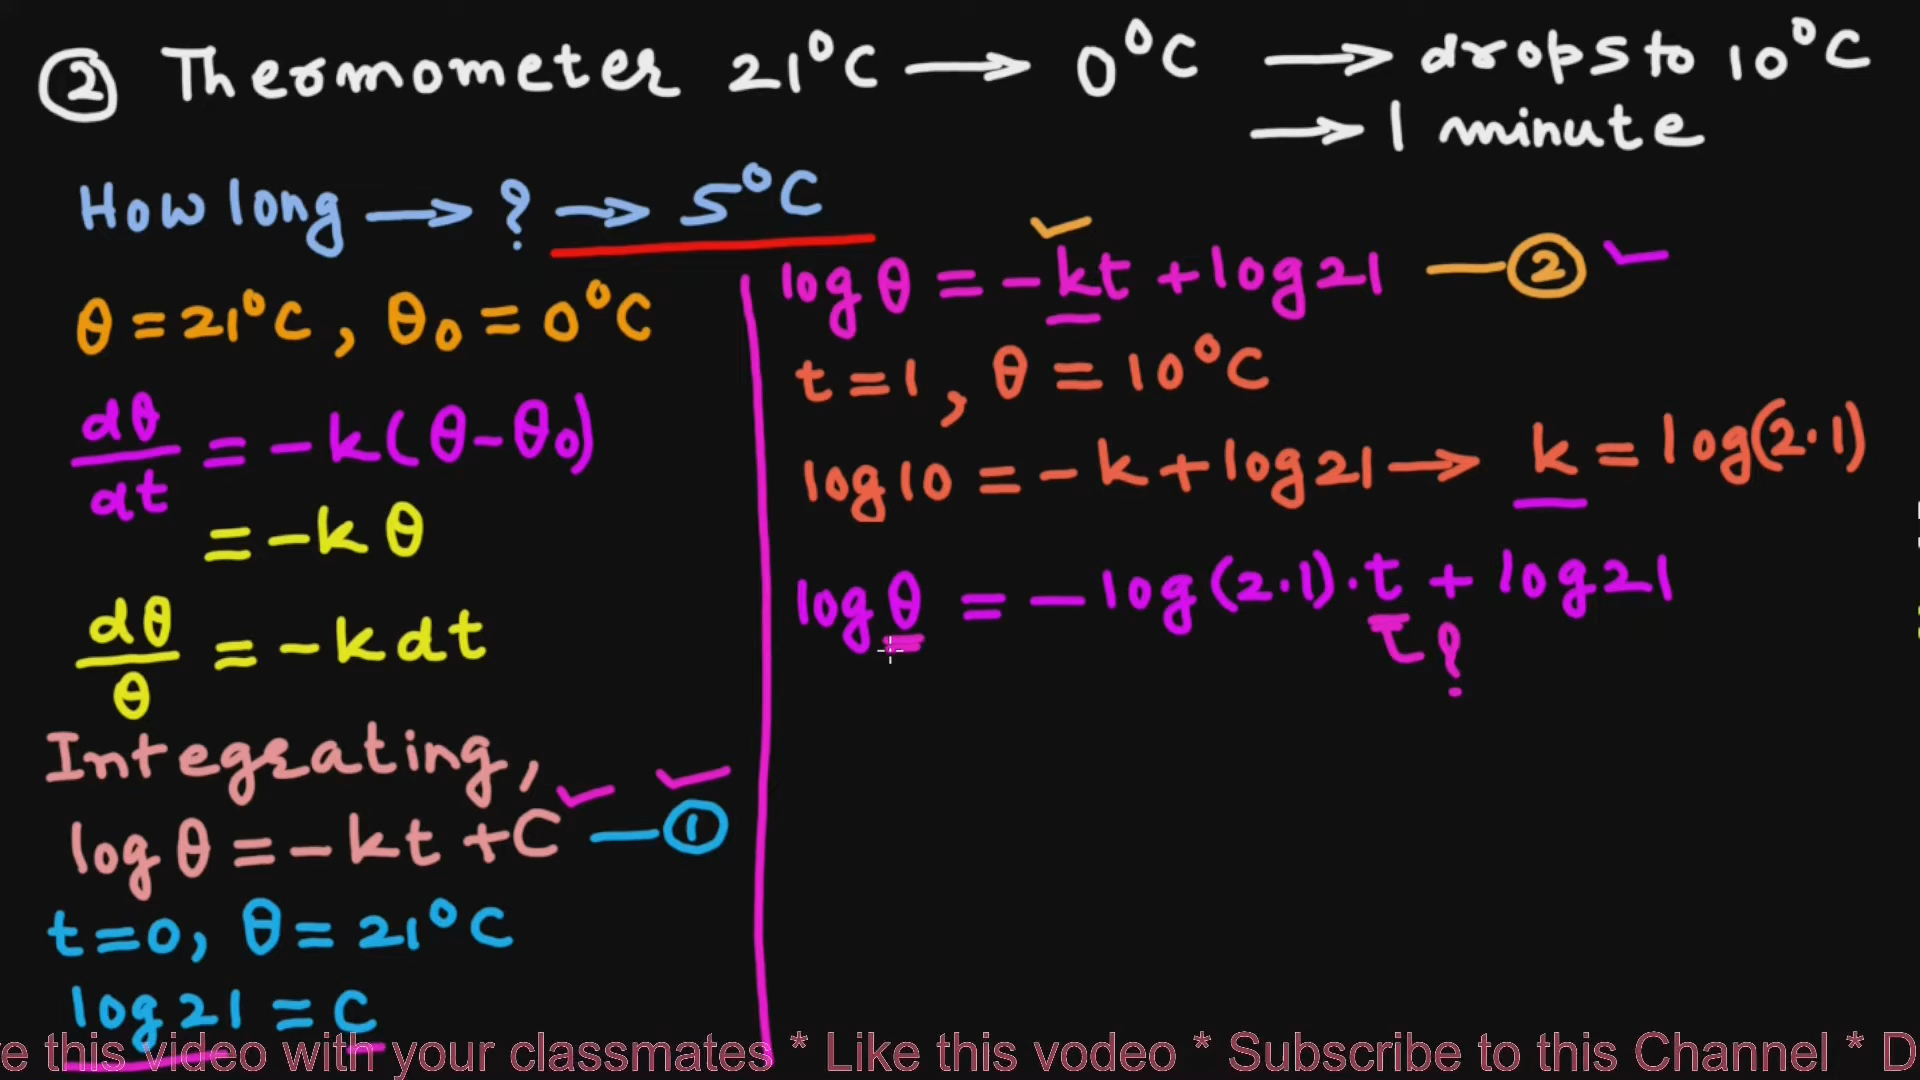 ② Thermometer 21°C → 0°C → drops to 10°C
→ 1 minute
How long → ? → 5°C
θ = 21°C, θ₀ = 0°C
dθ/dt = -k(θ-θ₀)
= -kθ
dθ/θ = -k dt
Integrating,
log θ = -kt + C — ①
t=0, θ = 21°C
log 21 = C
log θ = -kt + log 21 — ②
t = 1, θ = 10°C
log 10 = -k + log 21 → k = log(2.1)
log θ = - log(2.1)·t + log 21
t?
e this video with your classmates * Like this vodeo * Subscribe to this Channel * D